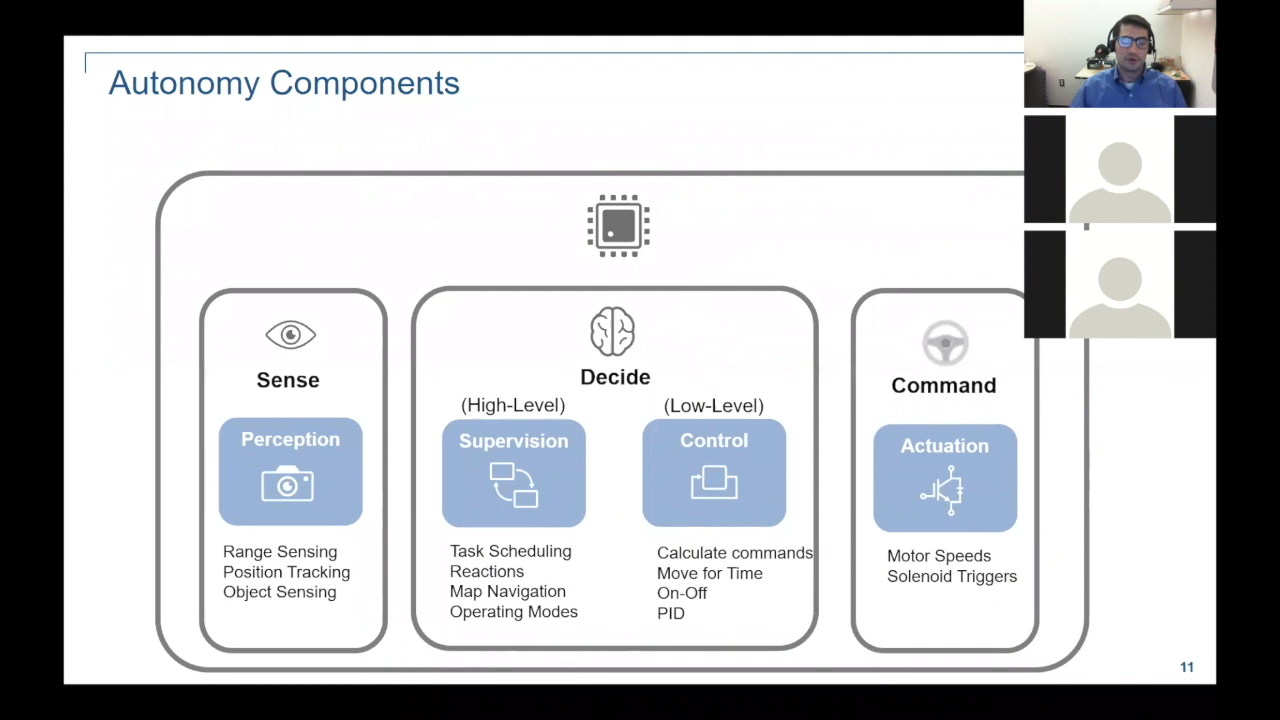 Autonomy Components
Sense
Perception
Range Sensing
Position Tracking
Object Sensing
Decide
(High-Level)
Supervision
Task Scheduling
Reactions
Map Navigation
Operating Modes
(Low-Level)
Control
Calculate commands
Move for Time
On-Off
PID
Command
Actuation
Motor Speeds
Solenoid Triggers
11